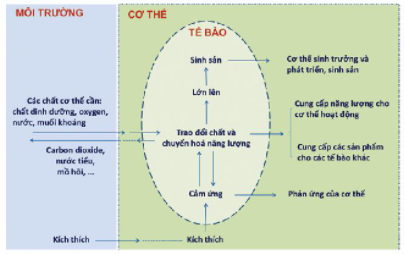 MÔI TRƯỜNG
CƠ THỂ
TẾ BÀO
Sinh sản
Cơ thể sinh trưởng và
phát triển, sinh sản
Lớn lên
Các chất cơ thể cần:
chất dinh dưỡng, oxygen,
nước, muối khoáng
Trao đổi chất và
chuyển hoá năng lượng
Cung cấp năng lượng cho
cơ thể hoạt động
Cung cấp các sản phẩm
cho các tế bào khác
Carbon dioxide,
nước tiểu,
mồ hôi, ...
Cảm ứng
Phản ứng của cơ thể
Kích thích
Kích thích